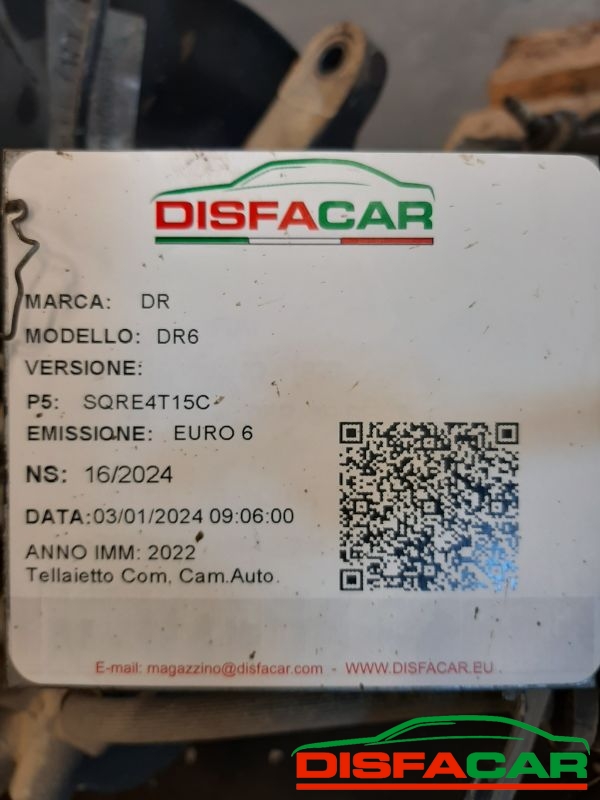 DISFACAR
MARCA: DR
MODELLO: DR6
VERSIONE:
P5: SQRE4T15C
EMISSIONE: EURO 6
NS: 16/2024
DATA:03/01/2024 09:06:00
ANNO IMM: 2022
Tellaietto Com. Cam.Auto.
E-mail: magazzino@disfacar.com - WWW.DISFACAR.EU
DISFACAR